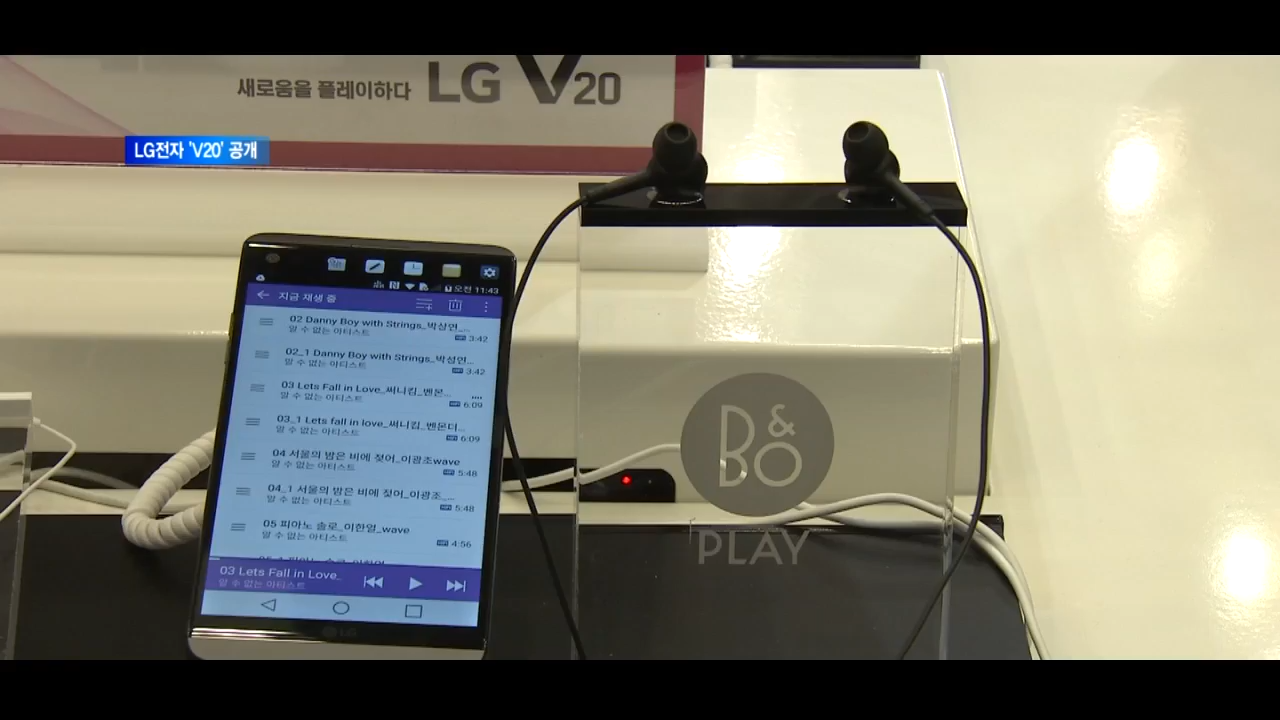 새로움을 플레이하다 LG V20
LG전자 'V20' 공개
오전 11:43
지금 재생 중
02 Danny Boy with Strings_박성연_...
알 수 없는 아티스트
3:42
02_1 Danny Boy with Strings_박성연_...
알 수 없는 아티스트
3:42
03 Lets Fall in Love_써니킴_벤몬...
알 수 없는 아티스트
6:09
03_1 Lets fall in love_써니킴_벤몬더...
알 수 없는 아티스트
6:09
04 서울의 밤은 비에 젖어_이광조wave
알 수 없는 아티스트
5:48
04_1 서울의 밤은 비에 젖어_이광조_...
알 수 없는 아티스트
5:48
05 피아노 솔로_이한얼_wave
알 수 없는 아티스트
4:56
03 Lets Fall in Love_
알 수 없는 아티스트
LG
B&O
PLAY